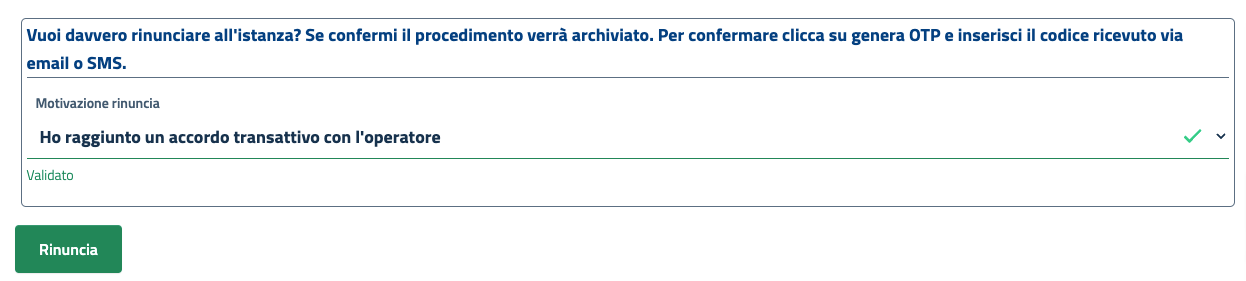 Vuoi davvero rinunciare all'istanza? Se confermi il procedimento verrà archiviato. Per confermare clicca su genera OTP e inserisci il codice ricevuto via
email o SMS.
Motivazione rinuncia
Ho raggiunto un accordo transattivo con l'operatore
Validato
Rinuncia